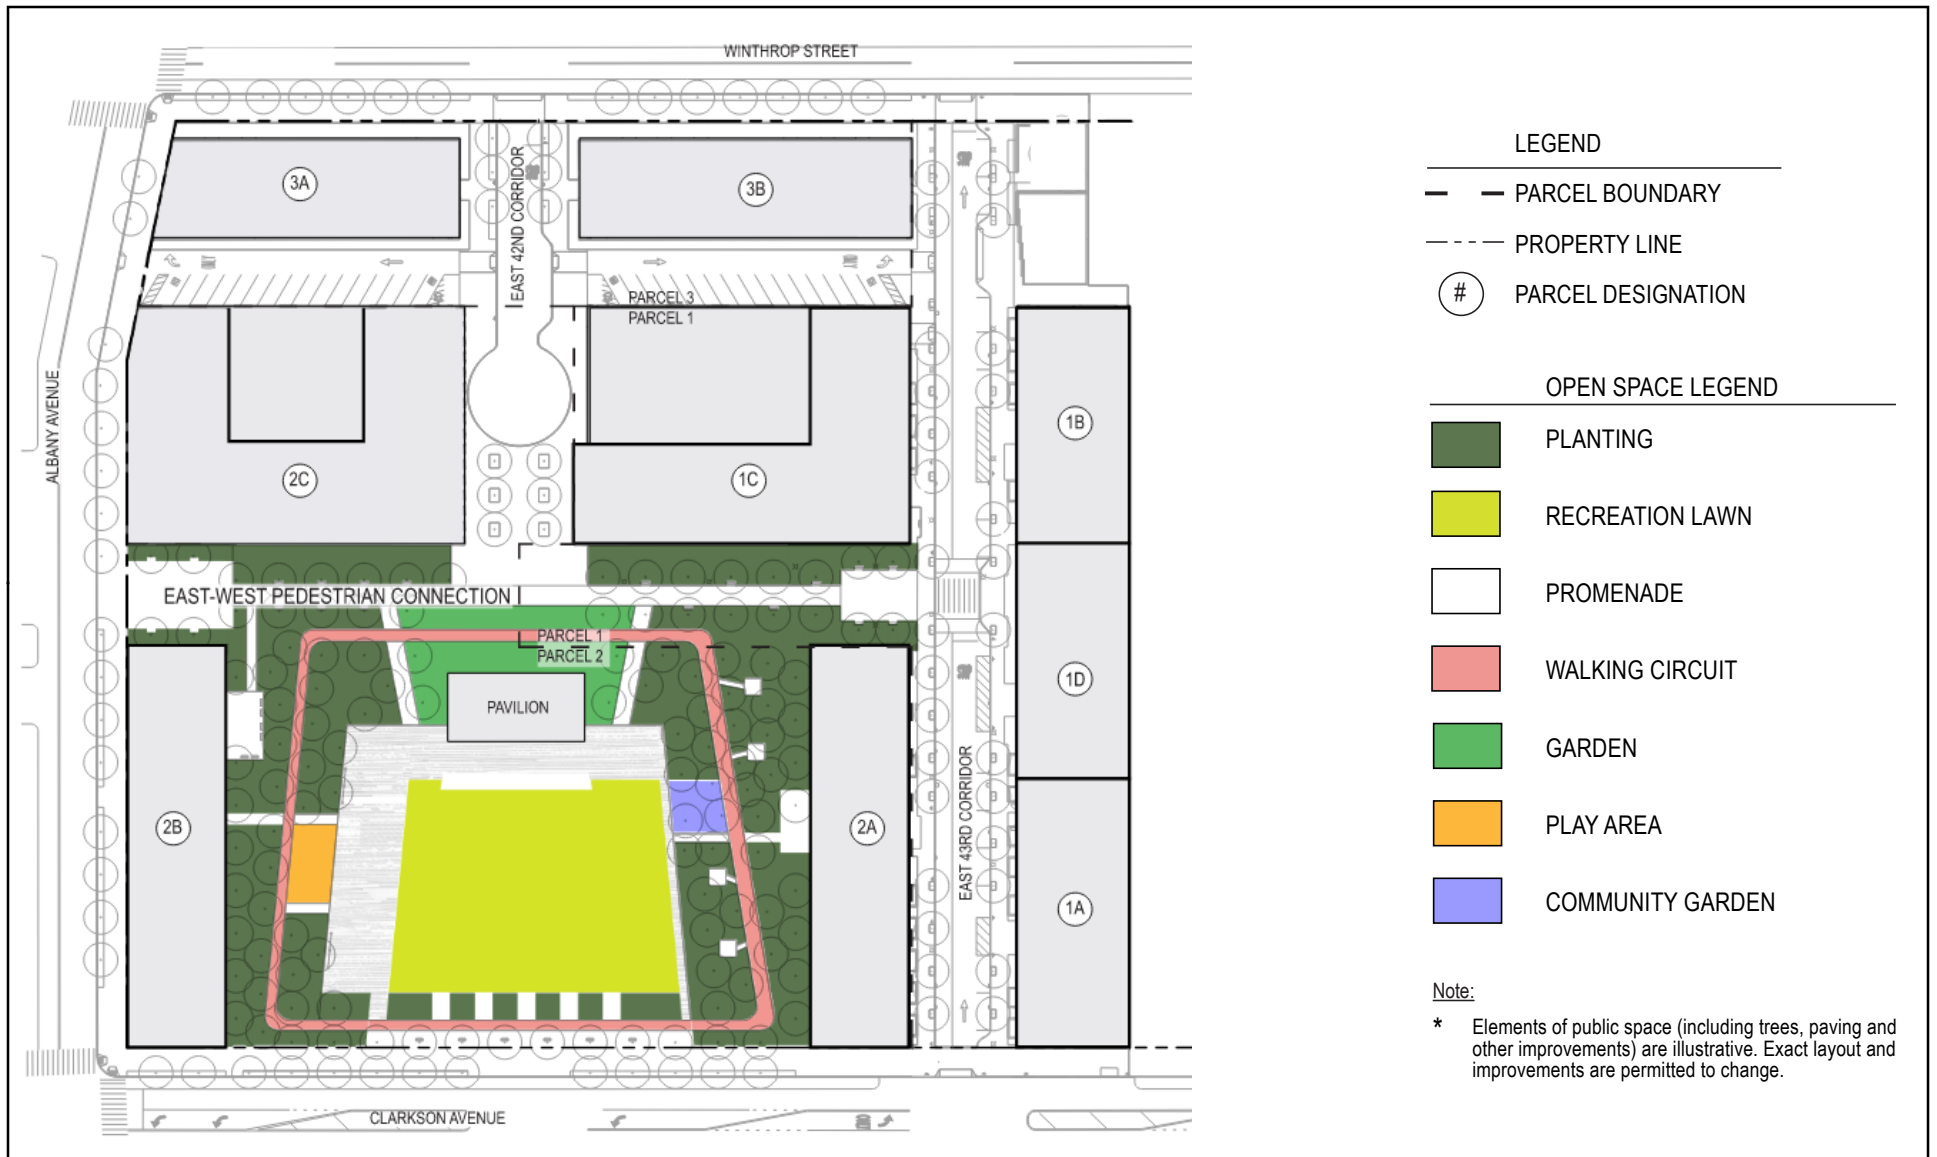 WINTHROP STREET
3A
3B
EAST 42ND CORRIDOR
PARCEL 3
PARCEL 1
ALBANY AVENUE
2C
1C
1B
EAST-WEST PEDESTRIAN CONNECTION
PARCEL 1
PARCEL 2
PAVILION
1D
2B
2A
EAST 43RD CORRIDOR
1A
CLARKSON AVENUE
LEGEND
PARCEL BOUNDARY
PROPERTY LINE
# PARCEL DESIGNATION
OPEN SPACE LEGEND
PLANTING
RECREATION LAWN
PROMENADE
WALKING CIRCUIT
GARDEN
PLAY AREA
COMMUNITY GARDEN
Note:
* Elements of public space (including trees, paving and
other improvements) are illustrative. Exact layout and
improvements are permitted to change.